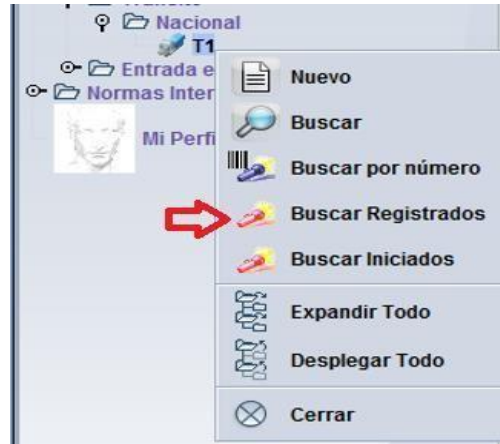 Nacional
T1
Entrada e
Normas Inter
Mi Perfi
Nuevo
Buscar
Buscar por número
Buscar Registrados
Buscar Iniciados
Expandir Todo
Desplegar Todo
Cerrar